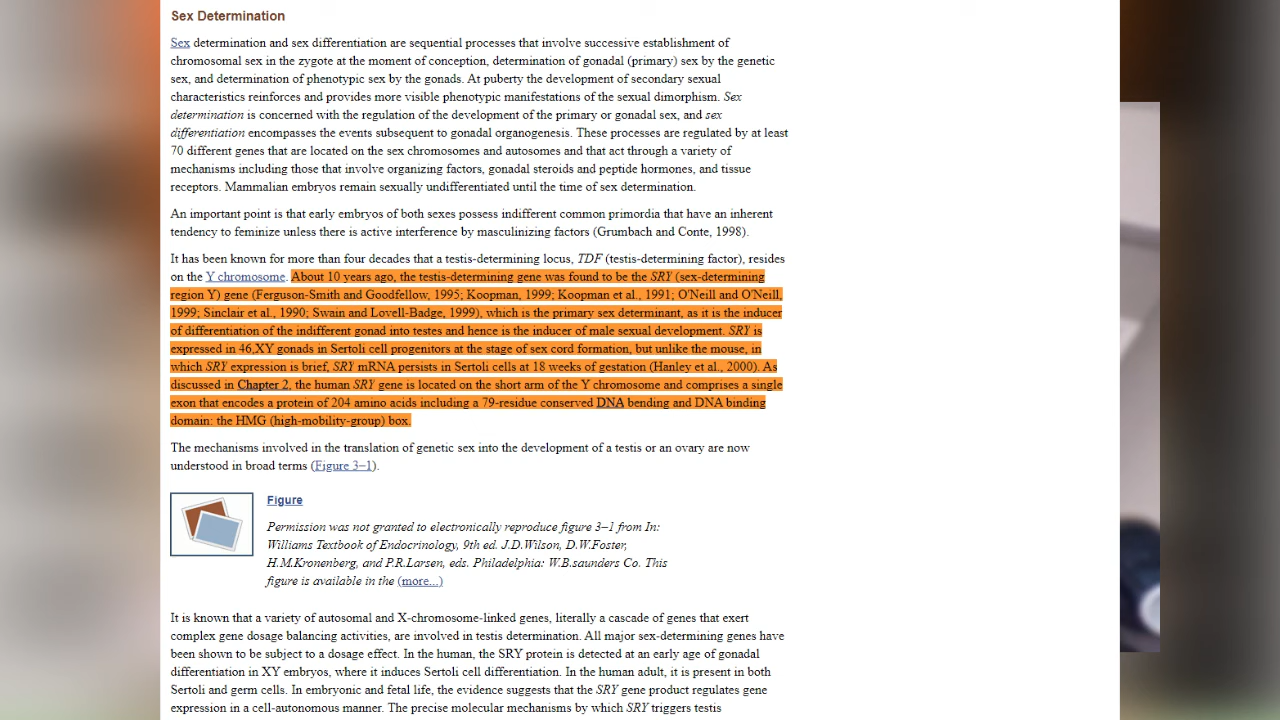 Sex Determination
Sex determination and sex differentiation are sequential processes that involve successive establishment of
chromosomal sex in the zygote at the moment of conception, determination of gonadal (primary) sex by the genetic
sex, and determination of phenotypic sex by the gonads. At puberty the development of secondary sexual
characteristics reinforces and provides more visible phenotypic manifestations of the sexual dimorphism. Sex
determination is concerned with the regulation of the development of the primary or gonadal sex, and sex
differentiation encompasses the events subsequent to gonadal organogenesis. These processes are regulated by at least
70 different genes that are located on the sex chromosomes and autosomes and that act through a variety of
mechanisms including those that involve organizing factors, gonadal steroids and peptide hormones, and tissue
receptors. Mammalian embryos remain sexually undifferentiated until the time of sex determination.
An important point is that early embryos of both sexes possess indifferent common primordia that have an inherent
tendency to feminize unless there is active interference by masculinizing factors (Grumbach and Conte, 1998).
It has been known for more than four decades that a testis-determining locus, TDF (testis-determining factor), resides
on the Y chromosome. About 10 years ago, the testis-determining gene was found to be the SRY (sex-determining
region Y) gene (Ferguson-Smith and Goodfellow, 1995; Koopman, 1999; Koopman et al., 1991; O'Neill and O'Neill,
1999; Sinclair et al., 1990; Swain and Lovell-Badge, 1999), which is the primary sex determinant, as it is the inducer
of differentiation of the indifferent gonad into testes and hence is the inducer of male sexual development. SRY is
expressed in 46,XY gonads in Sertoli cell progenitors at the stage of sex cord formation, but unlike the mouse, in
which SRY expression is brief, SRY mRNA persists in Sertoli cells at 18 weeks of gestation (Hanley et al., 2000). As
discussed in Chapter 2, the human SRY gene is located on the short arm of the Y chromosome and comprises a single
exon that encodes a protein of 204 amino acids including a 79-residue conserved DNA bending and DNA binding
domain: the HMG (high-mobility-group) box.
The mechanisms involved in the translation of genetic sex into the development of a testis or an ovary are now
understood in broad terms (Figure 3–1).
Figure
Permission was not granted to electronically reproduce figure 3–1 from In:
Williams Textbook of Endocrinology, 9th ed. J.D.Wilson, D.W.Foster,
H.M.Kronenberg, and P.R.Larsen, eds. Philadelphia: W.B.saunders Co. This
figure is available in the (more...)
It is known that a variety of autosomal and X-chromosome-linked genes, literally a cascade of genes that exert
complex gene dosage balancing activities, are involved in testis determination. All major sex-determining genes have
been shown to be subject to a dosage effect. In the human, the SRY protein is detected at an early age of gonadal
differentiation in XY embryos, where it induces Sertoli cell differentiation. In the human adult, it is present in both
Sertoli and germ cells. In embryonic and fetal life, the evidence suggests that the SRY gene product regulates gene
expression in a cell-autonomous manner. The precise molecular mechanisms by which SRY triggers testis